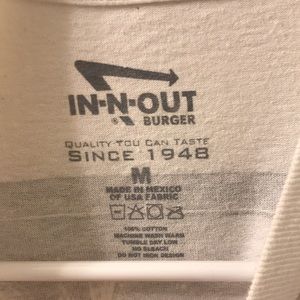 IN-N-OUT
® BURGER
QUALITY YOU CAN TASTE
SINCE 1948
M
MADE IN MEXICO
OF USA FABRIC
100% COTTON
MACHINE WASH WARM
TUMBLE DRY LOW
NO BLEACH
DO NOT IRON DESIGN